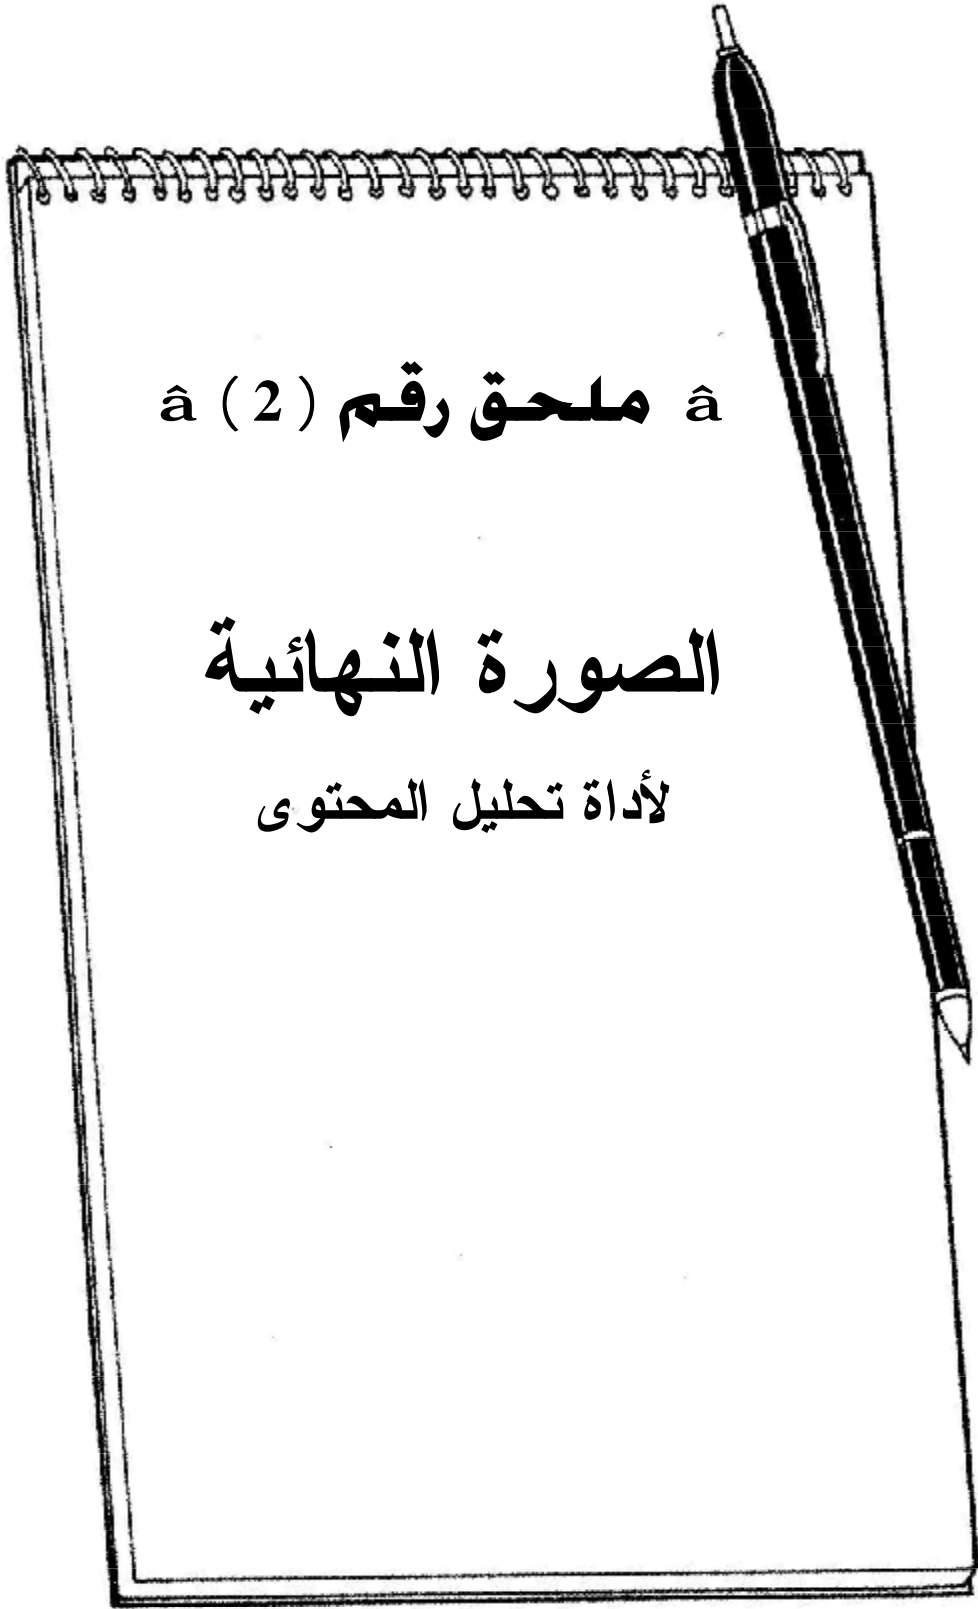 â ملحق رقم ( 2 ) â
الصورة النهائية
لأداة تحليل المحتوى